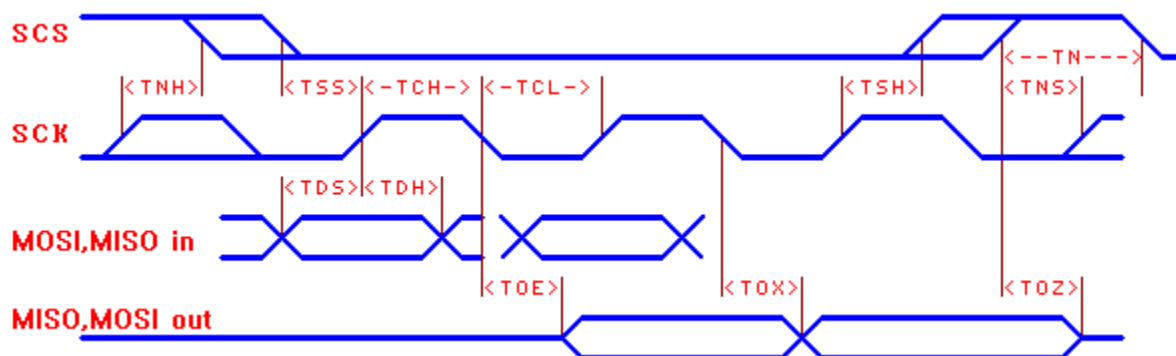 SCS
<--TN--->
<TNH> <TSS> <-TCH-> <-TCL-> <TSH> <TNS>
SCK
<TDS> <TDH>
MOSI,MISO in
<TOE> <TOX> <TOZ>
MISO,MOSI out